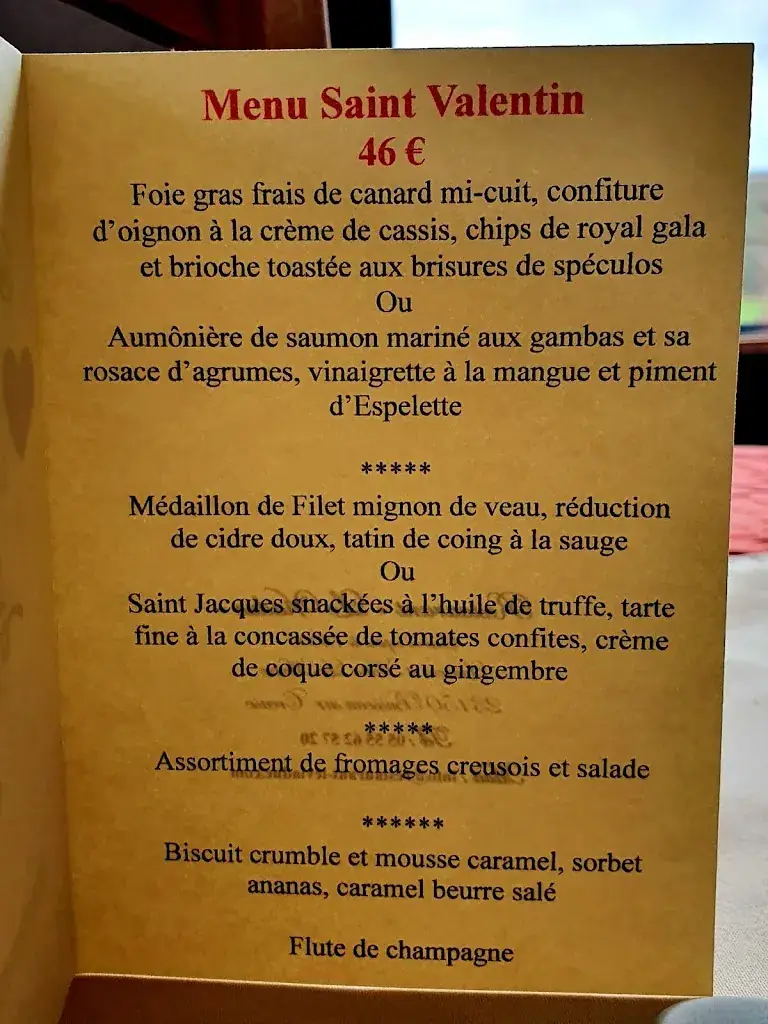 Menu Saint Valentin
46 €
Foie gras frais de canard mi-cuit, confiture
d’oignon à la crème de cassis, chips de royal gala
et brioche toastée aux brisures de spéculos
Ou
Aumônière de saumon mariné aux gambas et sa
rosace d’agrumes, vinaigrette à la mangue et piment
d’Espelette
*****
Médaillon de Filet mignon de veau, réduction
de cidre doux, tatin de coing à la sauge
Ou
Saint Jacques snackées à l’huile de truffe, tarte
fine à la concassée de tomates confites, crème
de coque corsé au gingembre
*****
Assortiment de fromages creusois et salade
******
Biscuit crumble et mousse caramel, sorbet
ananas, caramel beurre salé
Flute de champagne